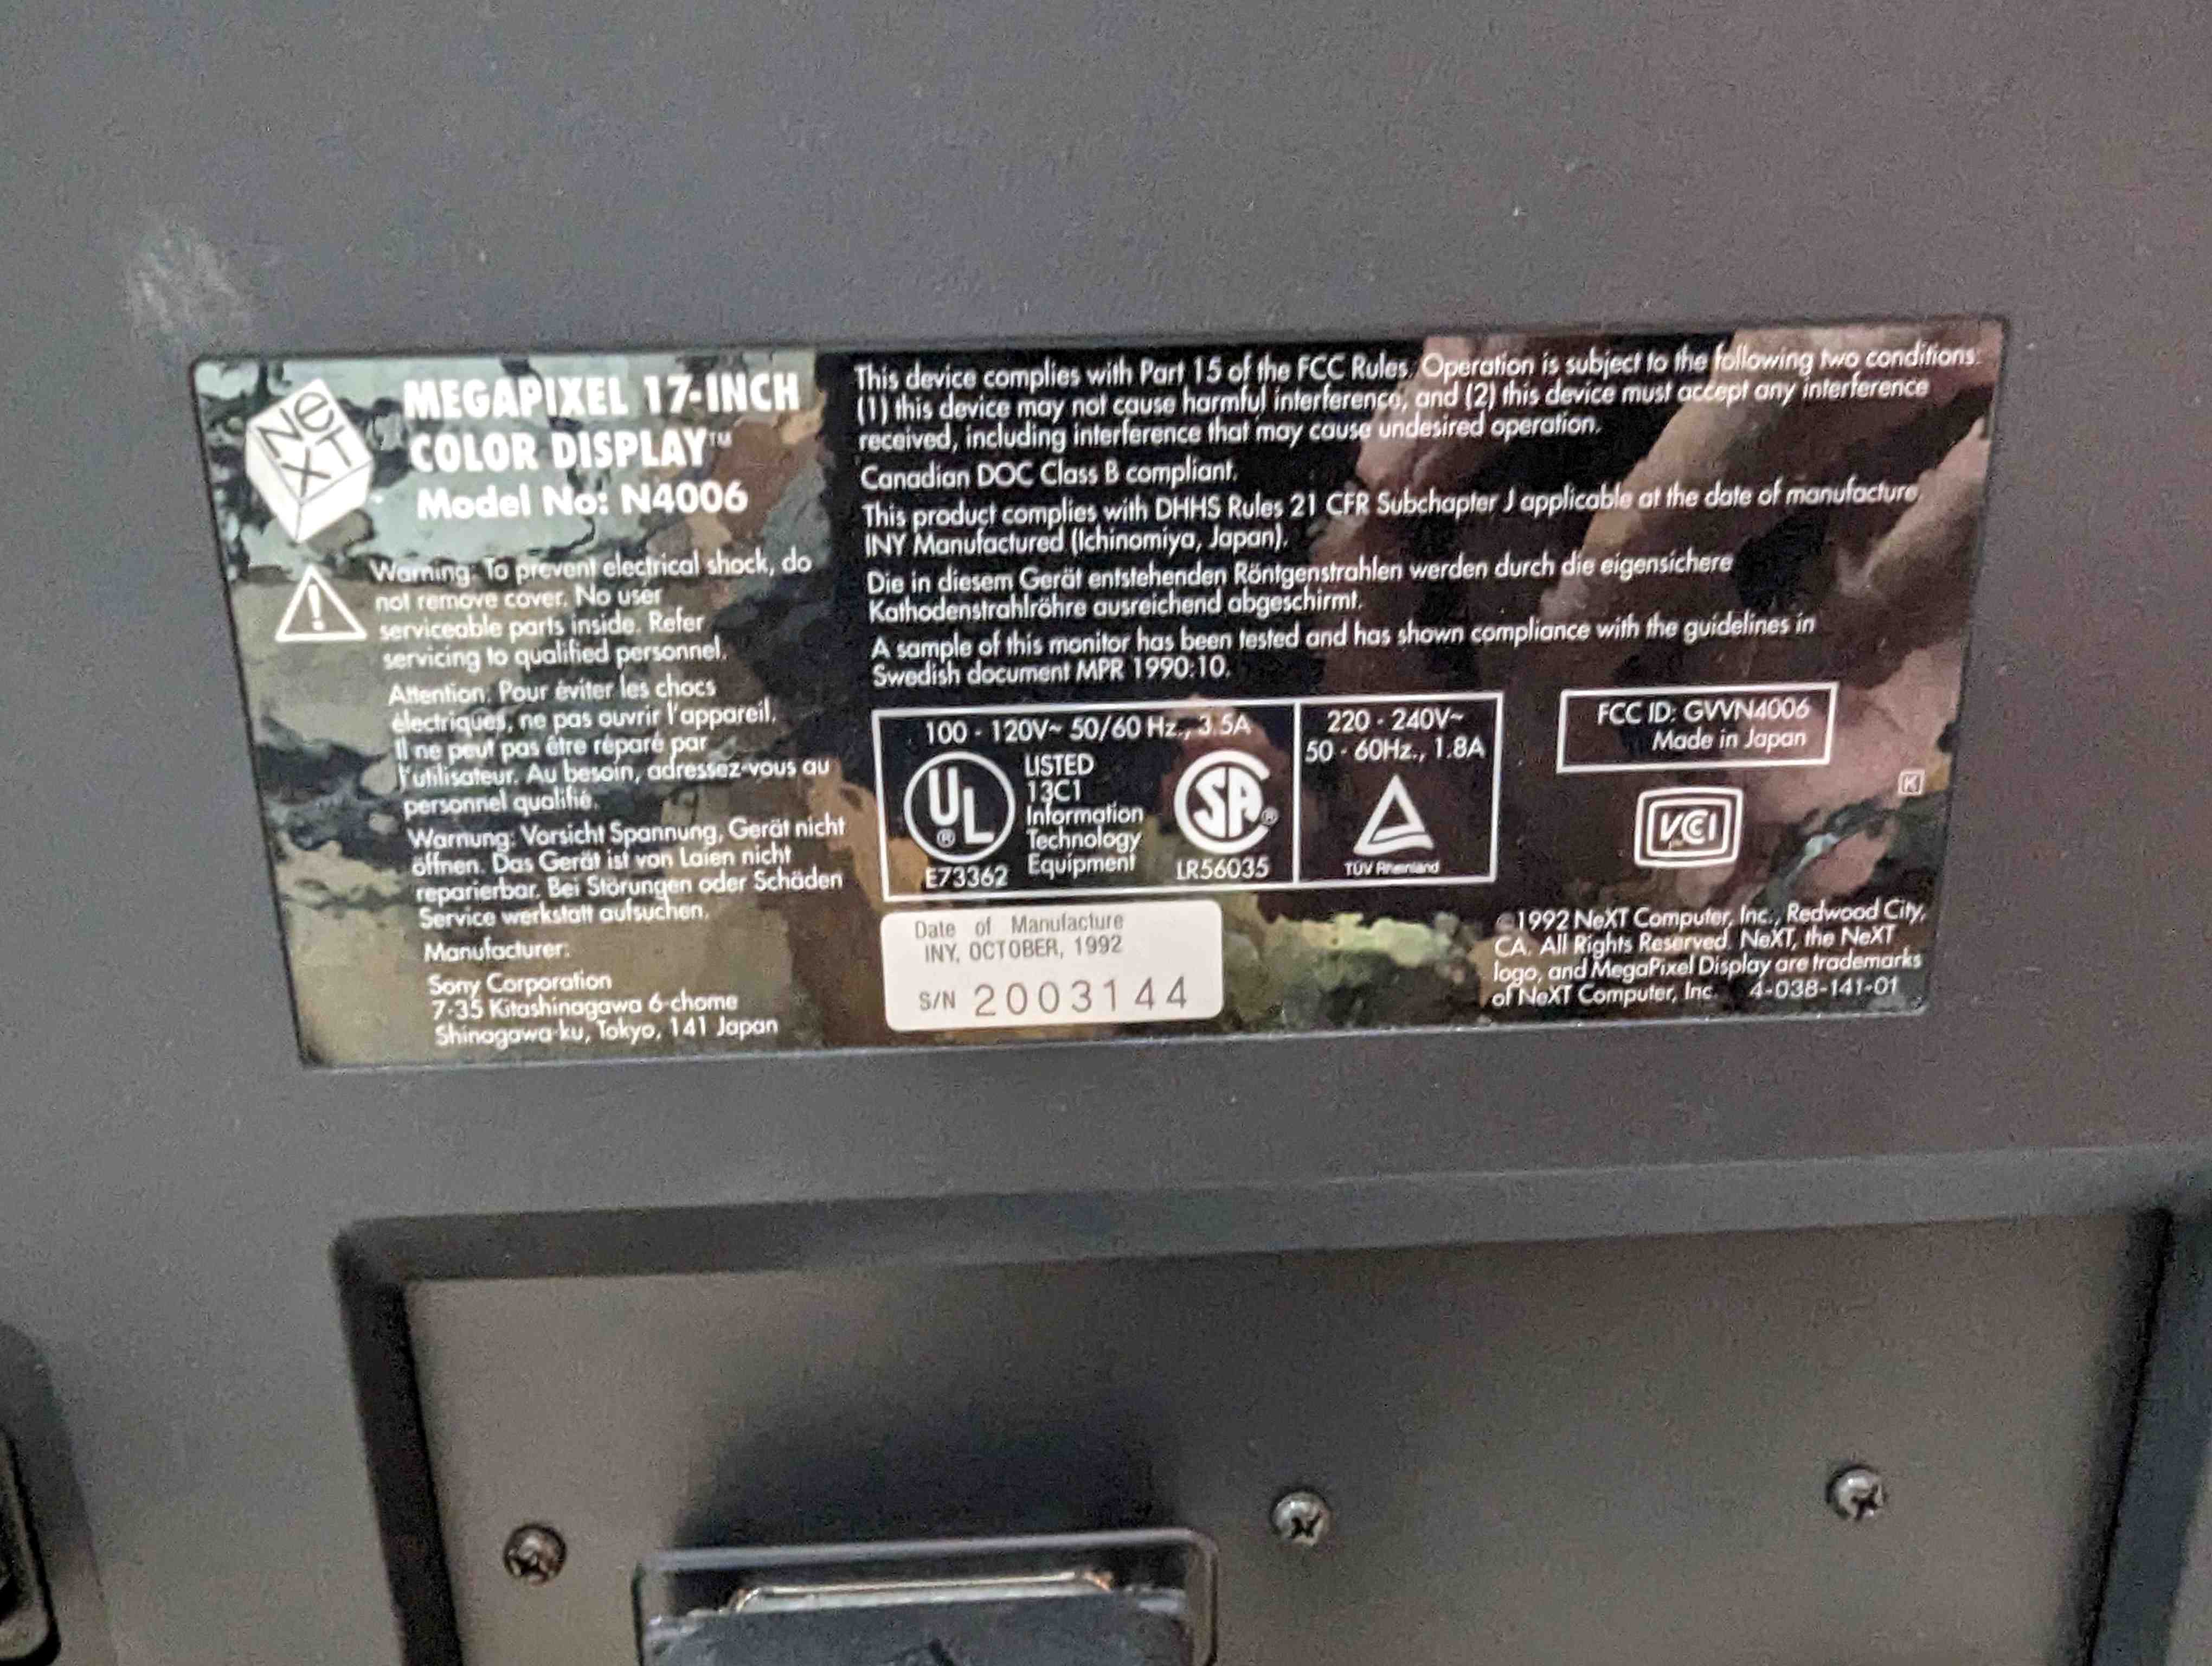 NeXT
MEGAPIXEL 17-INCH
COLOR DISPLAY™
Model No: N4006
Warning: To prevent electrical shock, do
not remove cover. No user
serviceable parts inside. Refer
servicing to qualified personnel.
Attention: Pour éviter les chocs
électriques, ne pas ouvrir l'appareil.
Il ne peut pas être réparé par
l'utilisateur. Au besoin, adressez-vous au
personnel qualifié.
Warnung: Vorsicht Spannung, Gerät nicht
öffnen. Das Gerät ist von Laien nicht
reparierbar. Bei Störungen oder Schäden
Service werkstatt aufsuchen.
Manufacturer:
Sony Corporation
7-35 Kitashinagawa 6-chome
Shinagawa-ku, Tokyo, 141 Japan
This device complies with Part 15 of the FCC Rules. Operation is subject to the following two conditions:
(1) this device may not cause harmful interference, and (2) this device must accept any interference
received, including interference that may cause undesired operation.
Canadian DOC Class B compliant.
This product complies with DHHS Rules 21 CFR Subchapter J applicable at the date of manufacture
INY Manufactured (Ichinomiya, Japan).
Die in diesem Gerät entstehenden Röntgenstrahlen werden durch die eigensichere
Kathodenstrahlröhre ausreichend abgeschirmt.
A sample of this monitor has been tested and has shown compliance with the guidelines in
Swedish document MPR 1990:10.
100 - 120V~ 50/60 Hz., 3.5A
UL ®
LISTED
13C1
Information
Technology
Equipment
E73362
SA ®
LR56035
220 - 240V~
50 - 60Hz., 1.8A
TÜV Rheinland
FCC ID: GVVN4006
Made in Japan
K
VCCI
Date of Manufacture
INY, OCTOBER, 1992
S/N 2003144
©1992 NeXT Computer, Inc., Redwood City,
CA. All Rights Reserved. NeXT, the NeXT
logo, and MegaPixel Display are trademarks
of NeXT Computer, Inc. 4-038-141-01